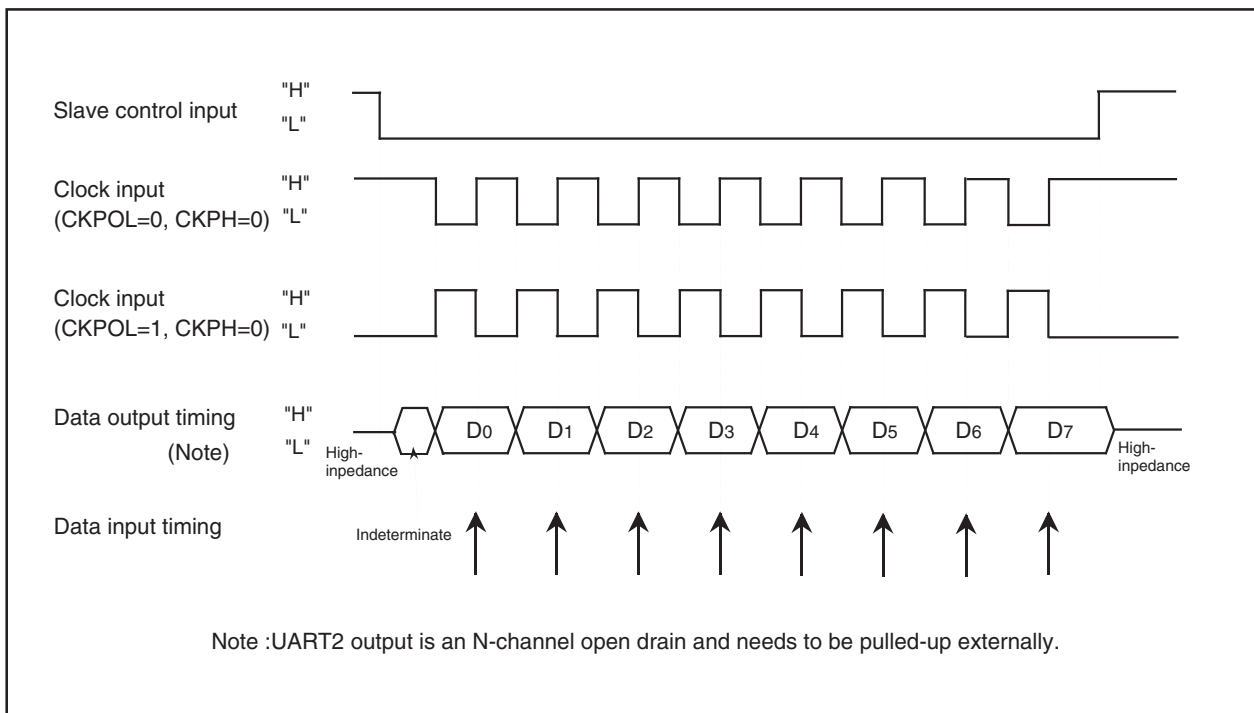 Slave control input "H"
"L"
Clock input "H"
(CKPOL=0, CKPH=0) "L"
Clock input "H"
(CKPOL=1, CKPH=0) "L"
Data output timing "H"
(Note) "L"
D0 D1 D2 D3 D4 D5 D6 D7
High-
inpedance
High-
inpedance
Data input timing
Indeterminate
Note :UART2 output is an N-channel open drain and needs to be pulled-up externally.